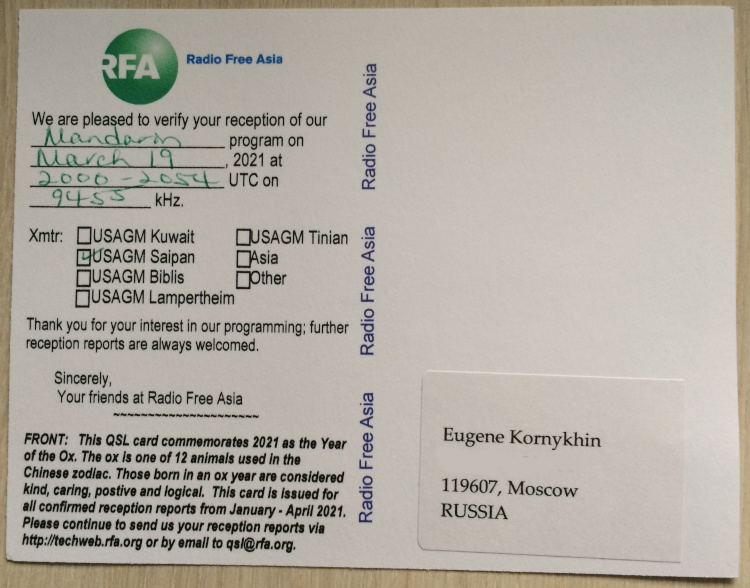 RFA
Radio Free Asia
We are pleased to verify your reception of our
Mandarin program on
March 19, 2021 at
2000-2054 UTC on
9455 kHz.
Xmtr: USAGM Kuwait USAGM Tinian
USAGM Saipan Asia
USAGM Biblis Other
USAGM Lampertheim
Thank you for your interest in our programming; further
reception reports are always welcomed.
Sincerely,
Your friends at Radio Free Asia
~~~~~~~~~~~~~~~~~~~~~
FRONT: This QSL card commemorates 2021 as the Year
of the Ox. The ox is one of 12 animals used in the
Chinese zodiac. Those born in an ox year are considered
kind, caring, postive and logical. This card is issued for
all confirmed reception reports from January - April 2021.
Please continue to send us your reception reports via
http://techweb.rfa.org or by email to qsl@rfa.org.
Radio Free Asia
Radio Free Asia
Radio Free Asia
Eugene Kornykhin
119607, Moscow
RUSSIA